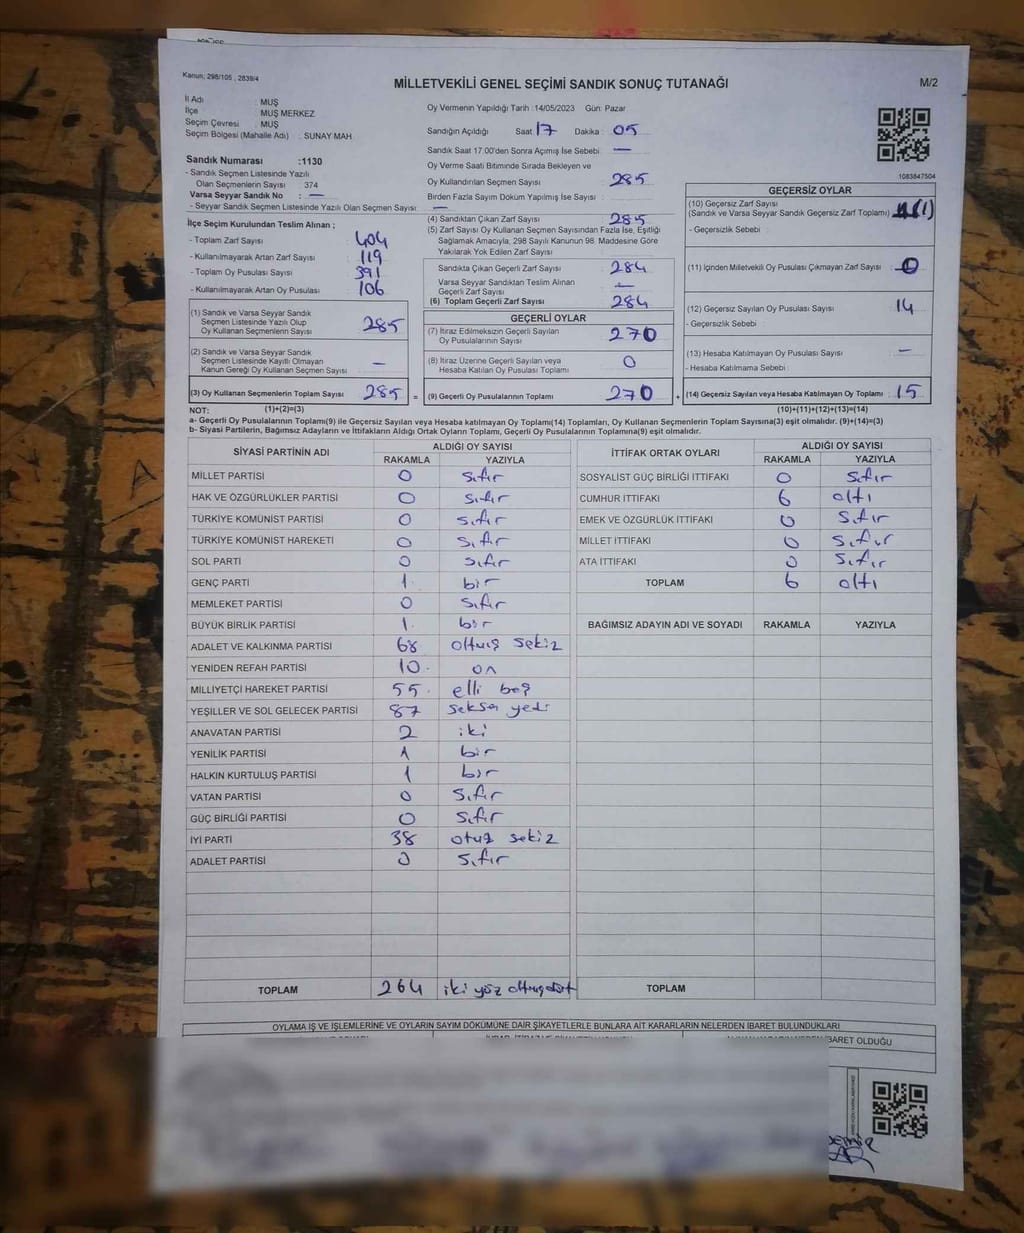 Kanun; 298/105 , 2839/4
MİLLETVEKİLİ GENEL SEÇİMİ SANDIK SONUÇ TUTANAĞI
M/2
İl Adı : MUŞ
İlçe : MUŞ MERKEZ
Seçim Çevresi : MUŞ
Seçim Bölgesi (Mahalle Adı) : SUNAY MAH
Sandık Numarası :1130
- Sandık Seçmen Listesinde Yazılı
Olan Seçmenlerin Sayısı : 374
Varsa Seyyar Sandık No : —
- Seyyar Sandık Seçmen Listesinde Yazılı Olan Seçmen Sayısı : —
İlçe Seçim Kurulundan Teslim Alınan ;
- Toplam Zarf Sayısı : 404
- Kullanılmayarak Artan Zarf Sayısı : 119
- Toplam Oy Pusulası Sayısı : 391
- Kullanılmayarak Artan Oy Pusulası : 106
(1) Sandık ve Varsa Seyyar Sandık
Seçmen Listesinde Yazılı Olup
Oy Kullanan Seçmenlerin Sayısı : 285
(2) Sandık ve Varsa Seyyar Sandık
Seçmen Listesinde Kayıtlı Olmayan
Kanun Gereği Oy Kullanan Seçmen Sayısı : —
(3) Oy Kullanan Seçmenlerin Toplam Sayısı : 285 =
Oy Vermenin Yapıldığı Tarih :14/05/2023 Gün: Pazar
Sandığın Açıldığı Saat 17 Dakika : 05
Sandık Saat 17:00'den Sonra Açımış İse Sebebi : —
Oy Verme Saati Bitiminde Sırada Bekleyen ve
Oy Kullandırılan Seçmen Sayısı : 285
Birden Fazla Sayım Döküm Yapılmış İse Sayısı : —
(4) Sandıktan Çıkan Zarf Sayısı : 285
(5) Zarf Sayısı Oy Kullanan Seçmen Sayısından Fazla İse, Eşitliği
Sağlamak Amacıyla, 298 Sayılı Kanunun 98. Maddesine Göre
Yakılarak Yok Edilen Zarf Sayısı :
Sandıkta Çıkan Geçerli Zarf Sayısı : 284
Varsa Seyyar Sandıktan Teslim Alınan
Geçerli Zarf Sayısı : —
(6) Toplam Geçerli Zarf Sayısı : 284
GEÇERLİ OYLAR
(7) İtiraz Edilmeksizin Geçerli Sayılan
Oy Pusulasının Sayısı : 270
(8) İtiraz Üzerine Geçerli Sayılan veya
Hesaba Katılan Oy Pusulası Toplamı : 0
(9) Geçerli Oy Pusulalarının Toplamı : 270 +
1083847504
GEÇERSİZ OYLAR
(10) Geçersiz Zarf Sayısı
(Sandık ve Varsa Seyyar Sandık Geçersiz Zarf Toplamı) : (1)
- Geçersizlik Sebebi :
(11) İçinden Milletvekili Oy Pusulası Çıkmayan Zarf Sayısı : 0
(12) Geçersiz Sayılan Oy Pusulası Sayısı : 14
- Geçersizlik Sebebi :
(13) Hesaba Katılmayan Oy Pusulası Sayısı : —
- Hesaba Katılmama Sebebi :
(14) Geçersiz Sayılan veya Hesaba Katılmayan Oy Toplamı : 15
NOT: (1)+(2)=(3) (10)+(11)+(12)+(13)=(14)
a- Geçerli Oy Pusulalarının Toplamı(9) ile Geçersiz Sayılan veya Hesaba katılmayan Oy Toplamı(14) Toplamları, Oy Kullanan Seçmenlerin Toplam Sayısına(3) eşit olmalıdır. (9)+(14)=(3)
b- Siyasi Partilerin, Bağımsız Adayların ve İttifakların Aldığı Ortak Oyların Toplamı, Geçerli Oy Pusulalarının Toplamına(9) eşit olmalıdır.
SİYASİ PARTİNİN ADI ALDIĞI OY SAYISI
RAKAMLA YAZIYLA
MİLLET PARTİSİ 0 sıfır
HAK VE ÖZGÜRLÜKLER PARTİSİ 0 sıfır
TÜRKİYE KOMÜNİST PARTİSİ 0 sıfır
TÜRKİYE KOMÜNİST HAREKETİ 0 sıfır
SOL PARTİ 0 sıfır
GENÇ PARTİ 1 bir
MEMLEKET PARTİSİ 0 sıfır
BÜYÜK BİRLİK PARTİSİ 1 bir
ADALET VE KALKINMA PARTİSİ 68 altmış sekiz
YENİDEN REFAH PARTİSİ 10 on
MİLLİYETÇİ HAREKET PARTİSİ 55 elli beş
YEŞİLLER VE SOL GELECEK PARTİSİ 87 seksen yedi
ANAVATAN PARTİSİ 2 iki
YENİLİK PARTİSİ 1 bir
HALKIN KURTULUŞ PARTİSİ 1 bir
VATAN PARTİSİ 0 sıfır
GÜÇ BİRLİĞİ PARTİSİ 0 sıfır
İYİ PARTİ 38 otuz sekiz
ADALET PARTİSİ 0 sıfır
TOPLAM 264 iki yüz altmış dört
İTTİFAK ORTAK OYLARI ALDIĞI OY SAYISI
RAKAMLA YAZIYLA
SOSYALİST GÜÇ BİRLİĞİ İTTİFAKI 0 sıfır
CUMHUR İTTİFAKI 6 altı
EMEK VE ÖZGÜRLÜK İTTİFAKI 0 sıfır
MİLLET İTTİFAKI 0 sıfır
ATA İTTİFAKI 0 sıfır
TOPLAM 6 altı
BAĞIMSIZ ADAYIN ADI VE SOYADI RAKAMLA YAZIYLA
TOPLAM
OYLAMA İŞ VE İŞLEMLERİNE VE OYLARIN SAYIM DÖKÜMÜNE DAİR ŞİKAYETLERLE BUNLARA AİT KARARLARIN NELERDEN İBARET BULUNDUKLARI
İBARET OLDUĞU